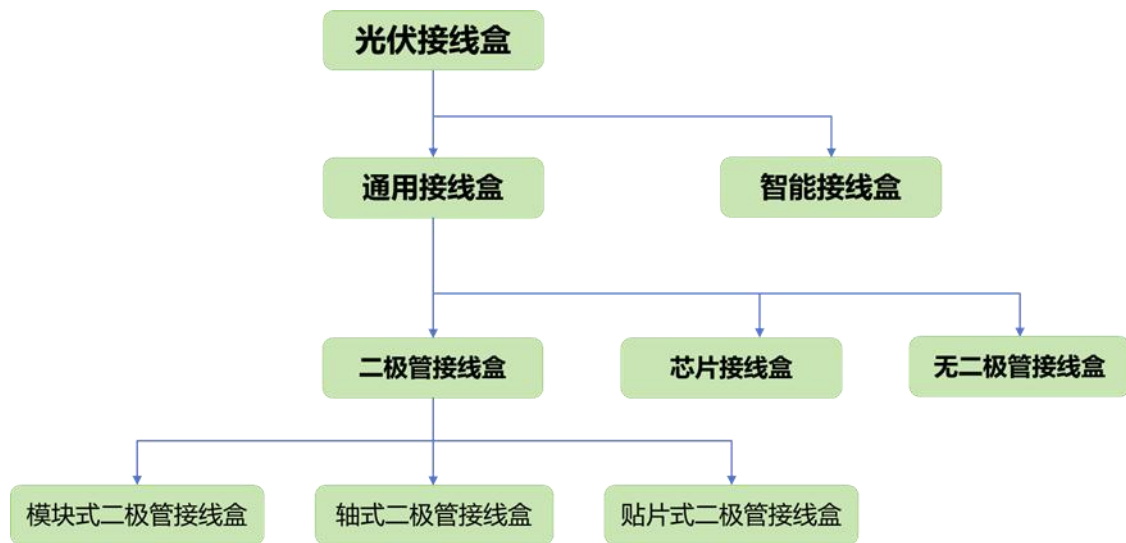 光伏接线盒
通用接线盒
智能接线盒
二极管接线盒
芯片接线盒
无二极管接线盒
模块式二极管接线盒
轴式二极管接线盒
贴片式二极管接线盒